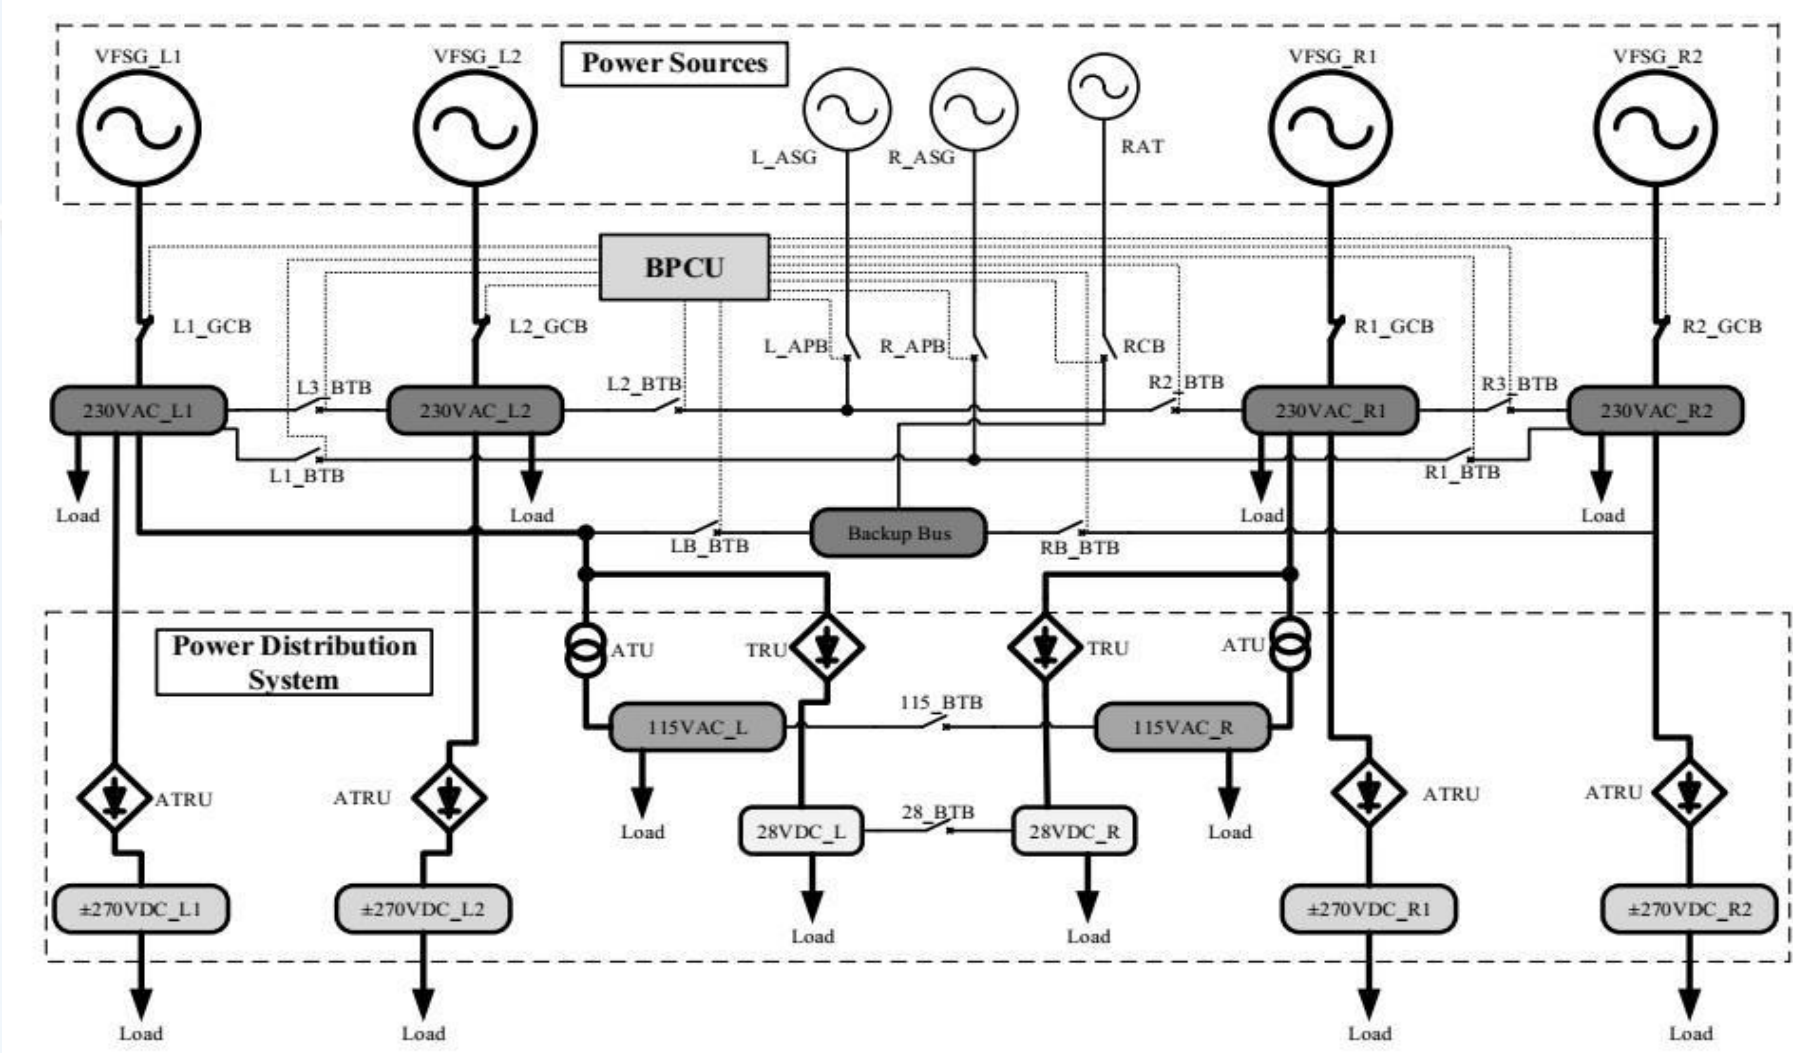 VFSG_L1
VFSG_L2
Power Sources
VFSG_R1
VFSG_R2
L_ASG
R_ASG
RAT
BPCU
L1_GCB
L2_GCB
L_APB
R_APB
RCB
R1_GCB
R2_GCB
L3_BTB
L2_BTB
R2_BTB
R3_BTB
230VAC_L1
230VAC_L2
230VAC_R1
230VAC_R2
L1_BTB
R1_BTB
Load
Load
Load
Load
LB_BTB
Backup Bus
RB_BTB
Power Distribution
System
ATU
TRU
TRU
ATU
115_BTB
115VAC_L
115VAC_R
ATRU
ATRU
ATRU
ATRU
28_BTB
Load
28VDC_L
28VDC_R
Load
±270VDC_L1
±270VDC_L2
±270VDC_R1
±270VDC_R2
Load
Load
Load
Load
Load
Load